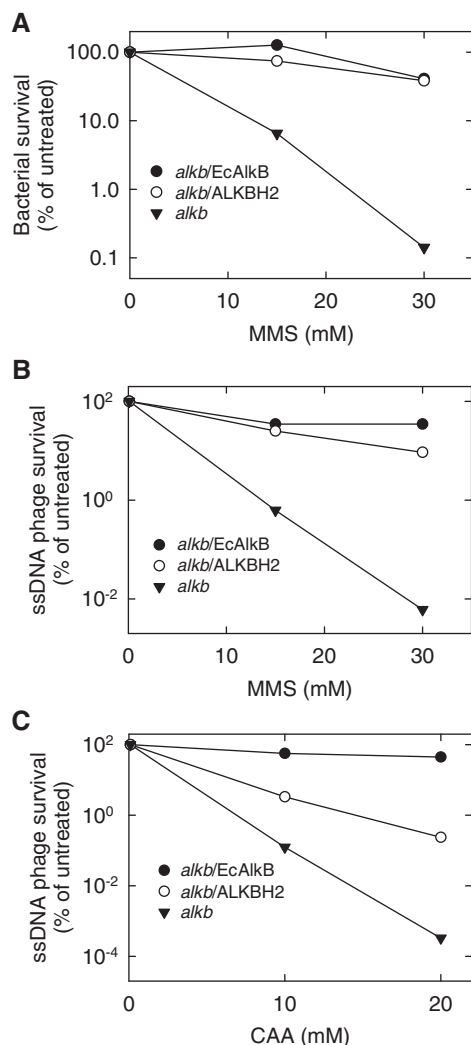 A
Bacterial survival
(% of untreated)
100.0
10.0
1.0
0.1
alkb/EcAlkB
alkb/ALKBH2
alkb
0
10
20
30
MMS (mM)
B
ssDNA phage survival
(% of untreated)
10²
10⁰
10⁻²
alkb/EcAlkB
alkb/ALKBH2
alkb
0
10
20
30
MMS (mM)
C
ssDNA phage survival
(% of untreated)
10²
10⁰
10⁻²
10⁻⁴
alkb/EcAlkB
alkb/ALKBH2
alkb
0
10
20
CAA (mM)